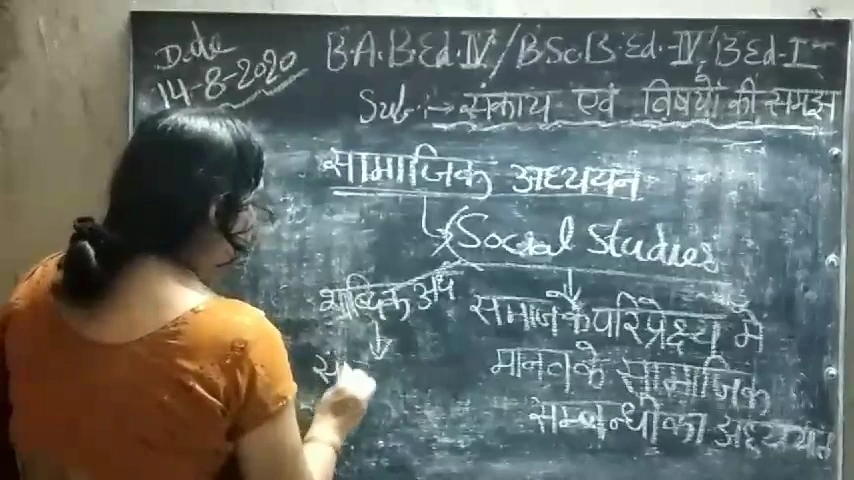 Date
14-8-2020
B.A.B.Ed.IV/B.Sc.B.Ed.-IV/B.Ed-I
Sub:→ सकाय एवं विषयों की समझ
सामाजिक अध्ययन
(Social Studies)
शाब्दिक अर्थ
स
समाज के परिप्रेक्ष्य मे
मानव के सामाजिक
सम्बन्धों का अध्ययन